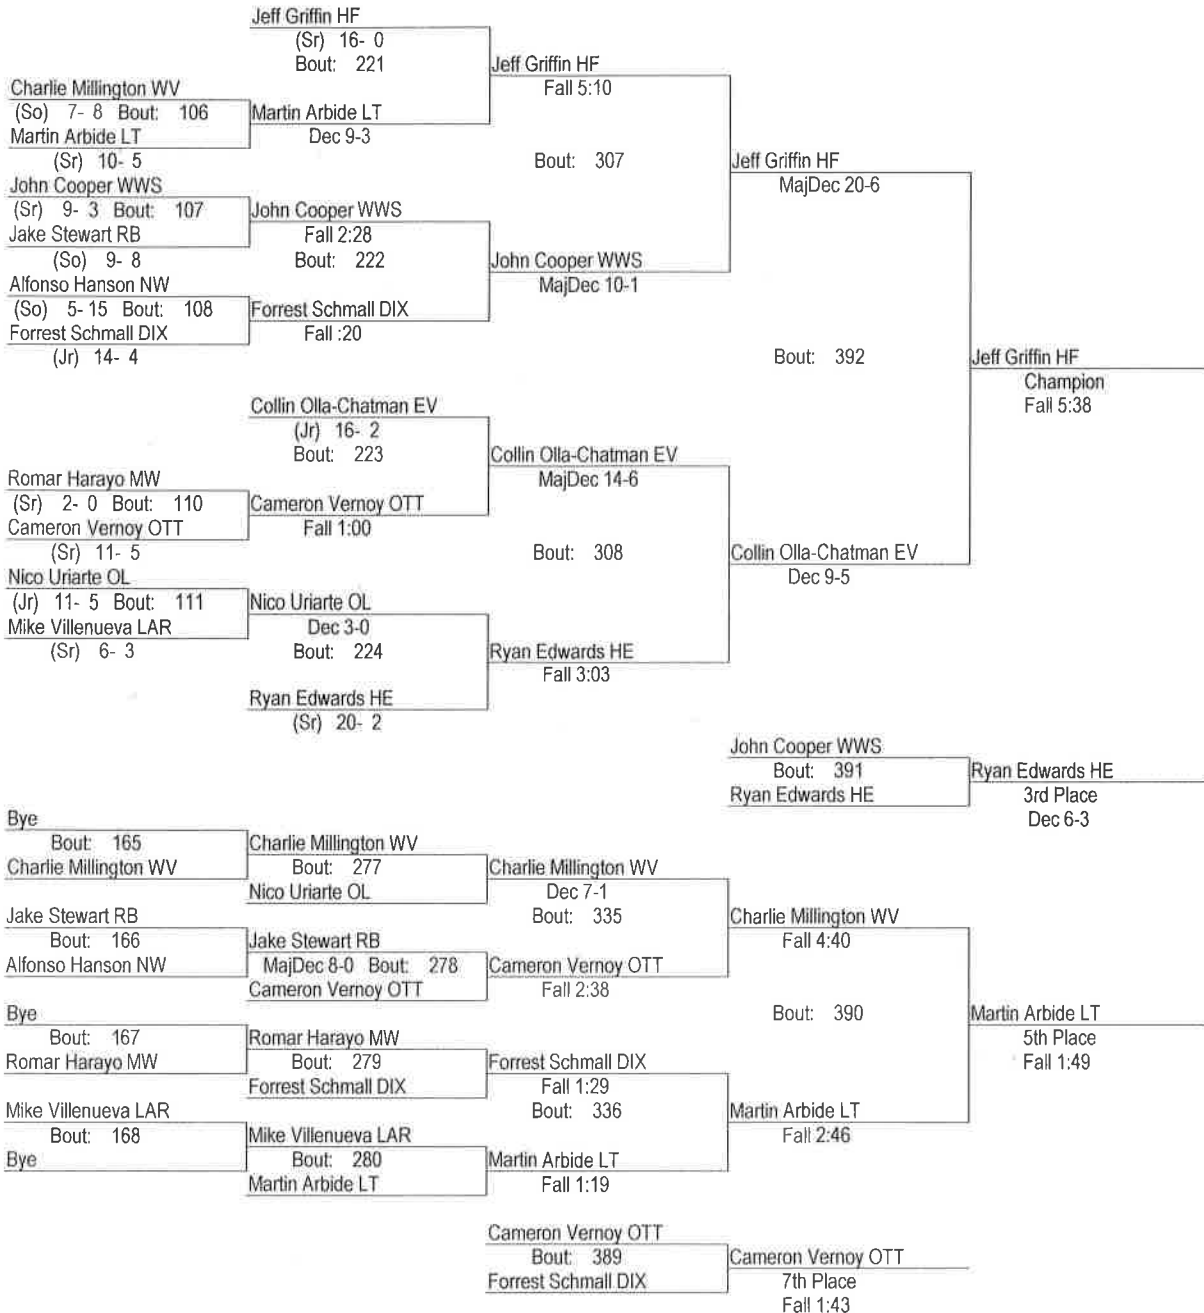 Jeff Griffin HF
(Sr) 16- 0
Bout: 221
Jeff Griffin HF
Fall 5:10
Charlie Millington WV
(So) 7- 8 Bout: 106
Martin Arbide LT
Martin Arbide LT
Dec 9-3
(Sr) 10- 5
Bout: 307
Jeff Griffin HF
MajDec 20-6
John Cooper WWS
(Sr) 9- 3 Bout: 107
John Cooper WWS
Jake Stewart RB
Fall 2:28
(So) 9- 8
Bout: 222
John Cooper WWS
MajDec 10-1
Alfonso Hanson NW
(So) 5- 15 Bout: 108
Forrest Schmall DIX
Forrest Schmall DIX
Fall :20
(Jr) 14- 4
Bout: 392
Jeff Griffin HF
Champion
Fall 5:38
Collin Olla-Chatman EV
(Jr) 16- 2
Bout: 223
Collin Olla-Chatman EV
MajDec 14-6
Romar Harayo MW
(Sr) 2- 0 Bout: 110
Cameron Vernoy OTT
Cameron Vernoy OTT
Fall 1:00
(Sr) 11- 5
Bout: 308
Collin Olla-Chatman EV
Dec 9-5
Nico Uriarte OL
(Jr) 11- 5 Bout: 111
Nico Uriarte OL
Mike Villenueva LAR
Dec 3-0
(Sr) 6- 3
Bout: 224
Ryan Edwards HE
Fall 3:03
Ryan Edwards HE
(Sr) 20- 2
John Cooper WWS
Bout: 391
Ryan Edwards HE
Ryan Edwards HE
3rd Place
Dec 6-3
Bye
Bout: 165
Charlie Millington WV
Charlie Millington WV
Bout: 277
Nico Uriarte OL
Charlie Millington WV
Dec 7-1
Bout: 335
Charlie Millington WV
Fall 4:40
Jake Stewart RB
Bout: 166
Alfonso Hanson NW
Jake Stewart RB
MajDec 8-0 Bout: 278
Cameron Vernoy OTT
Cameron Vernoy OTT
Fall 2:38
Bout: 390
Martin Arbide LT
5th Place
Fall 1:49
Bye
Bout: 167
Romar Harayo MW
Romar Harayo MW
Bout: 279
Forrest Schmall DIX
Forrest Schmall DIX
Fall 1:29
Bout: 336
Martin Arbide LT
Fall 2:46
Mike Villenueva LAR
Bout: 168
Bye
Mike Villenueva LAR
Bout: 280
Martin Arbide LT
Martin Arbide LT
Fall 1:19
Cameron Vernoy OTT
Bout: 389
Forrest Schmall DIX
Cameron Vernoy OTT
7th Place
Fall 1:43